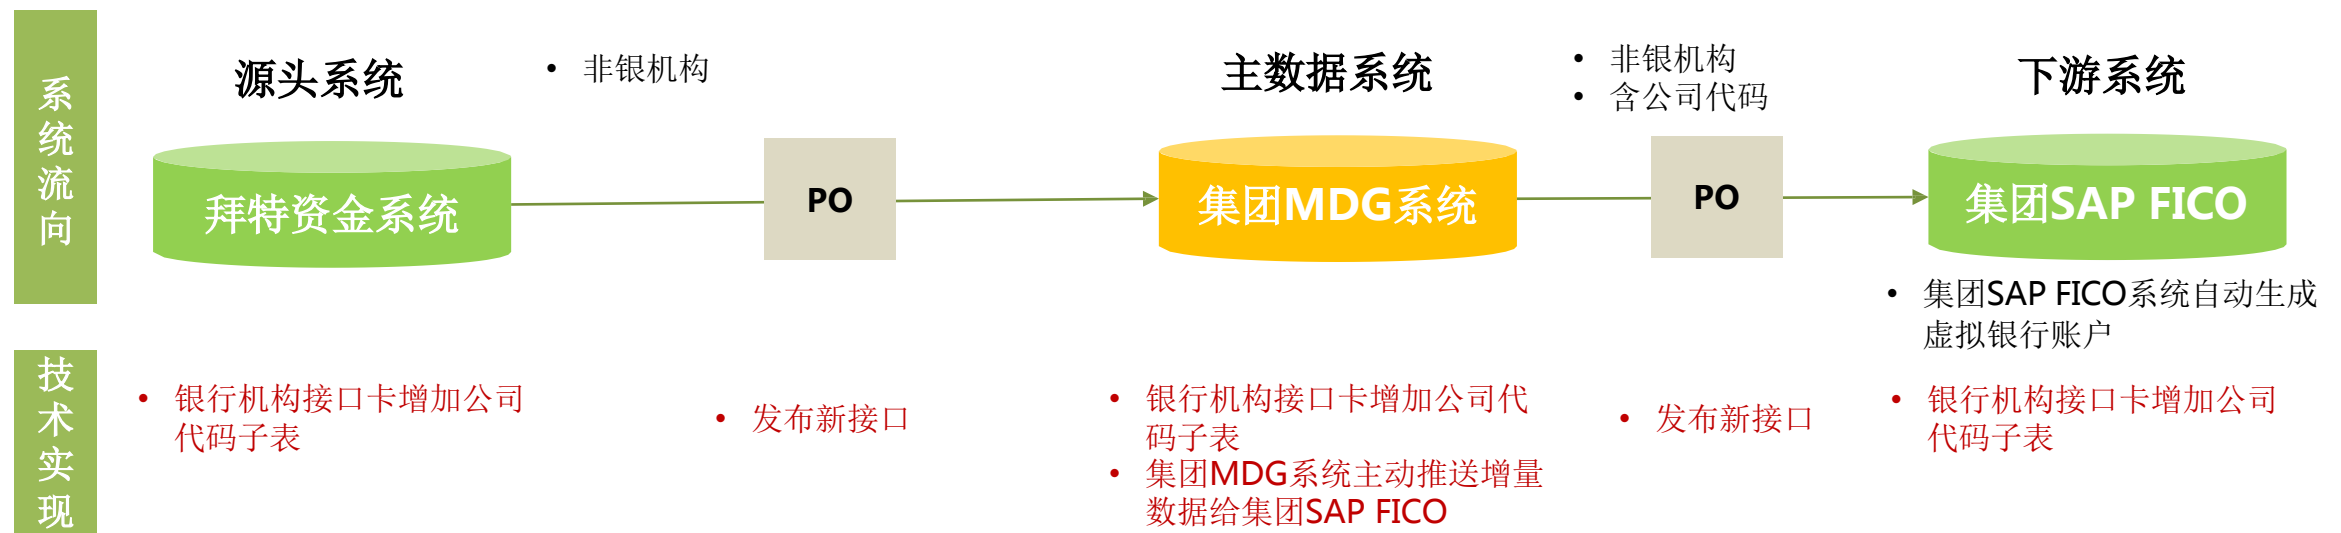 系统流向
源头系统
• 非银机构
主数据系统
• 非银机构
• 含公司代码
下游系统
拜特资金系统
PO
集团MDG系统
PO
集团SAP FICO
• 集团SAP FICO系统自动生成
虚拟银行账户
技术实现
• 银行机构接口卡增加公司
代码子表
• 发布新接口
• 银行机构接口卡增加公司代
码子表
• 集团MDG系统主动推送增量
数据给集团SAP FICO
• 发布新接口
• 银行机构接口卡增加公司
代码子表